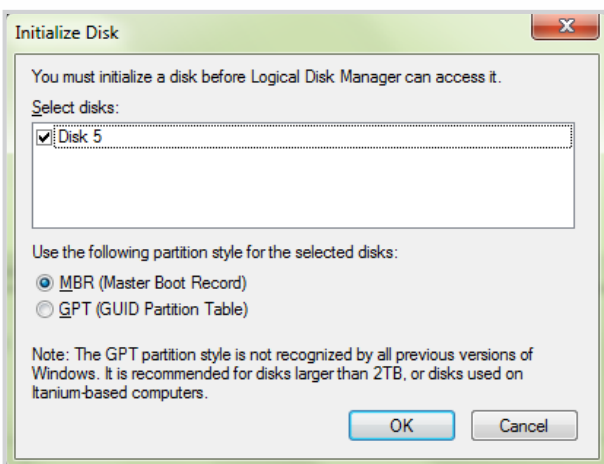 Initialize Disk
You must initialize a disk before Logical Disk Manager can access it.
Select disks:
Disk 5
Use the following partition style for the selected disks:
MBR (Master Boot Record)
GPT (GUID Partition Table)
Note: The GPT partition style is not recognized by all previous versions of
Windows. It is recommended for disks larger than 2TB, or disks used on
Itanium-based computers.
OK Cancel